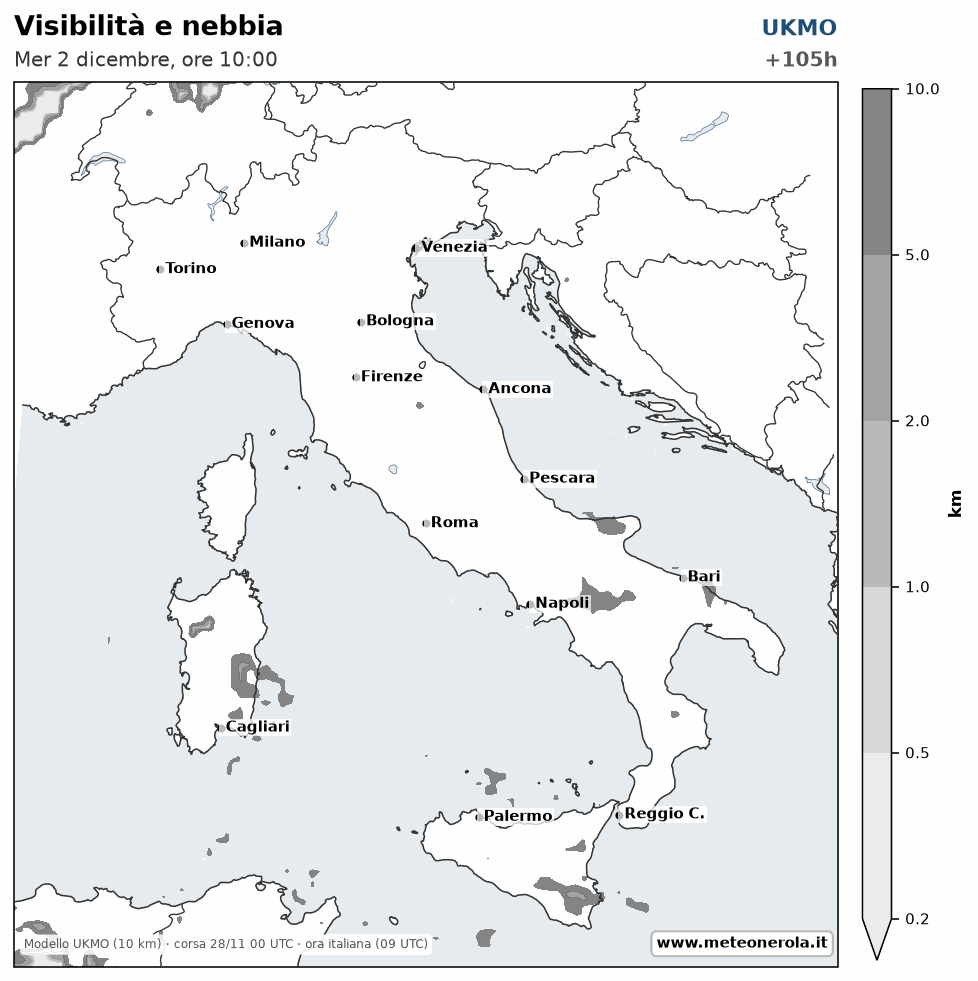 Visibilità e nebbia
UKMO
Mer 2 dicembre, ore 10:00
+105h
10.0
5.0
2.0
1.0
0.5
0.2
km
Milano
Venezia
Torino
Genova
Bologna
Firenze
Ancona
Pescara
Roma
Bari
Napoli
Cagliari
Palermo
Reggio C.
Modello UKMO (10 km) · corsa 28/11 00 UTC · ora italiana (09 UTC)
www.meteonerola.it